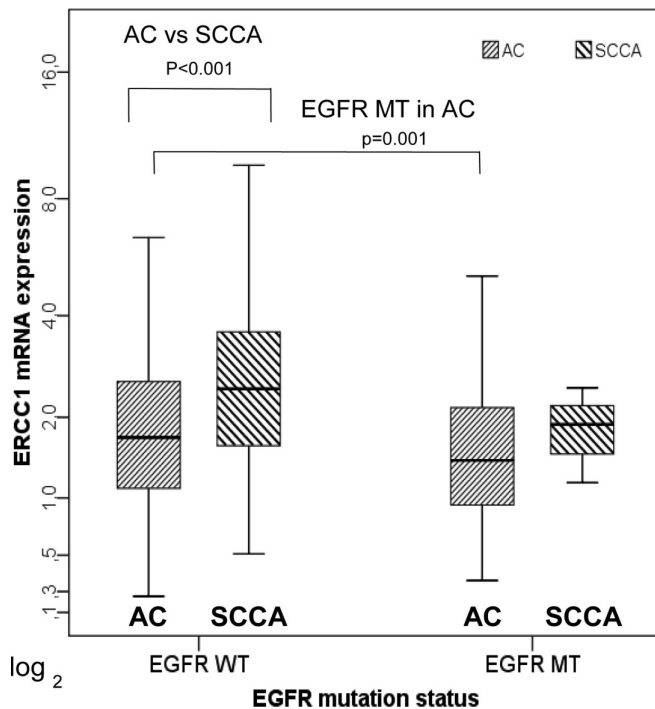 AC vs SCCA
P<0.001
AC
SCCA
EGFR MT in AC
p=0.001
ERCC1 mRNA expression
16,0
8,0
4,0
2,0
1,0
,5
,3
,1
AC
SCCA
AC
SCCA
EGFR WT
EGFR MT
log 2
EGFR mutation status